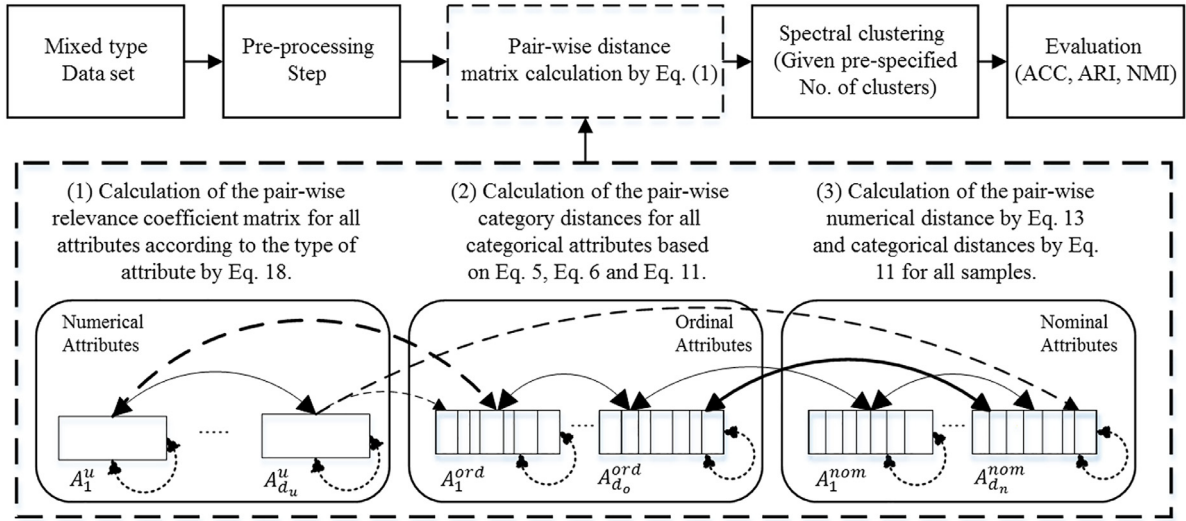 Mixed type
Data set
Pre-processing
Step
Pair-wise distance
matrix calculation by Eq. (1)
Spectral clustering
(Given pre-specified
No. of clusters)
Evaluation
(ACC, ARI, NMI)
(1) Calculation of the pair-wise
relevance coefficient matrix for all
attributes according to the type of
attribute by Eq. 18.
(2) Calculation of the pair-wise
category distances for all
categorical attributes based
on Eq. 5, Eq. 6 and Eq. 11.
(3) Calculation of the pair-wise
numerical distance by Eq. 13
and categorical distances by Eq.
11 for all samples.
Numerical
Attributes
Ordinal
Attributes
Nominal
Attributes
.....
.....
.....
$A_1^u$
$A_{d_u}^u$
$A_1^{ord}$
$A_{d_o}^{ord}$
$A_1^{nom}$
$A_{d_n}^{nom}$